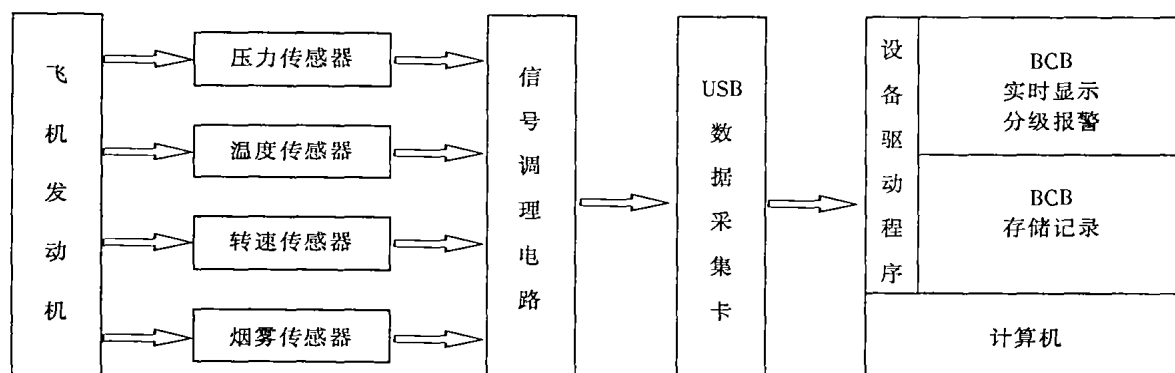 飞机发动机
压力传感器
温度传感器
转速传感器
烟雾传感器
信号调理电路
USB数据采集卡
设备驱动程序
BCB
实时显示
分级报警
BCB
存储记录
计算机